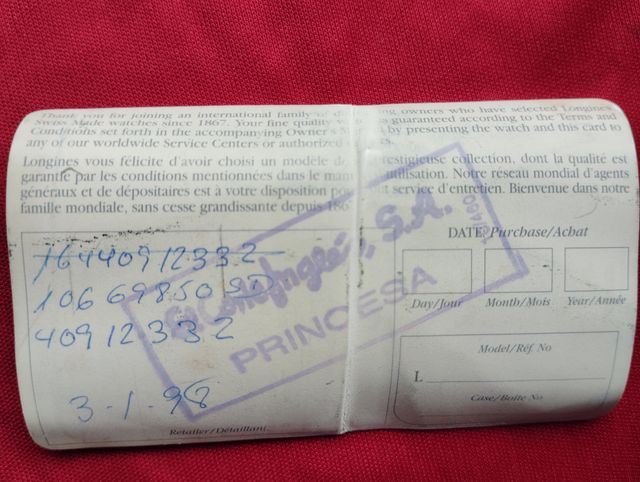 Thank you for joining an international family of owners who have selected Longines
Swiss Made watches since 1867. Your fine quality is guaranteed according to the Terms and
Conditions set forth in the accompanying Owner's by presenting the watch and this card to
any of our worldwide Service Centers or authorized
Longines vous félicite d'avoir choisi un modèle de prestigieuse collection, dont la qualité est
garantie par les conditions mentionnées dans le utilisation. Notre réseau mondial d'agents
généraux et de dépositaires est a votre disposition service d'entretien. Bienvenue dans notre
famille mondiale, sans cesse grandissante depuis
DATE Purchase/Achat
Day/Jour Month/Mois Year/Année
Model/Réf. No
L
Case/Boîte No
16440912332
10669850 SD
40912332
3-1-98
Retailer/Détaillant
S.A.
PRINCESA